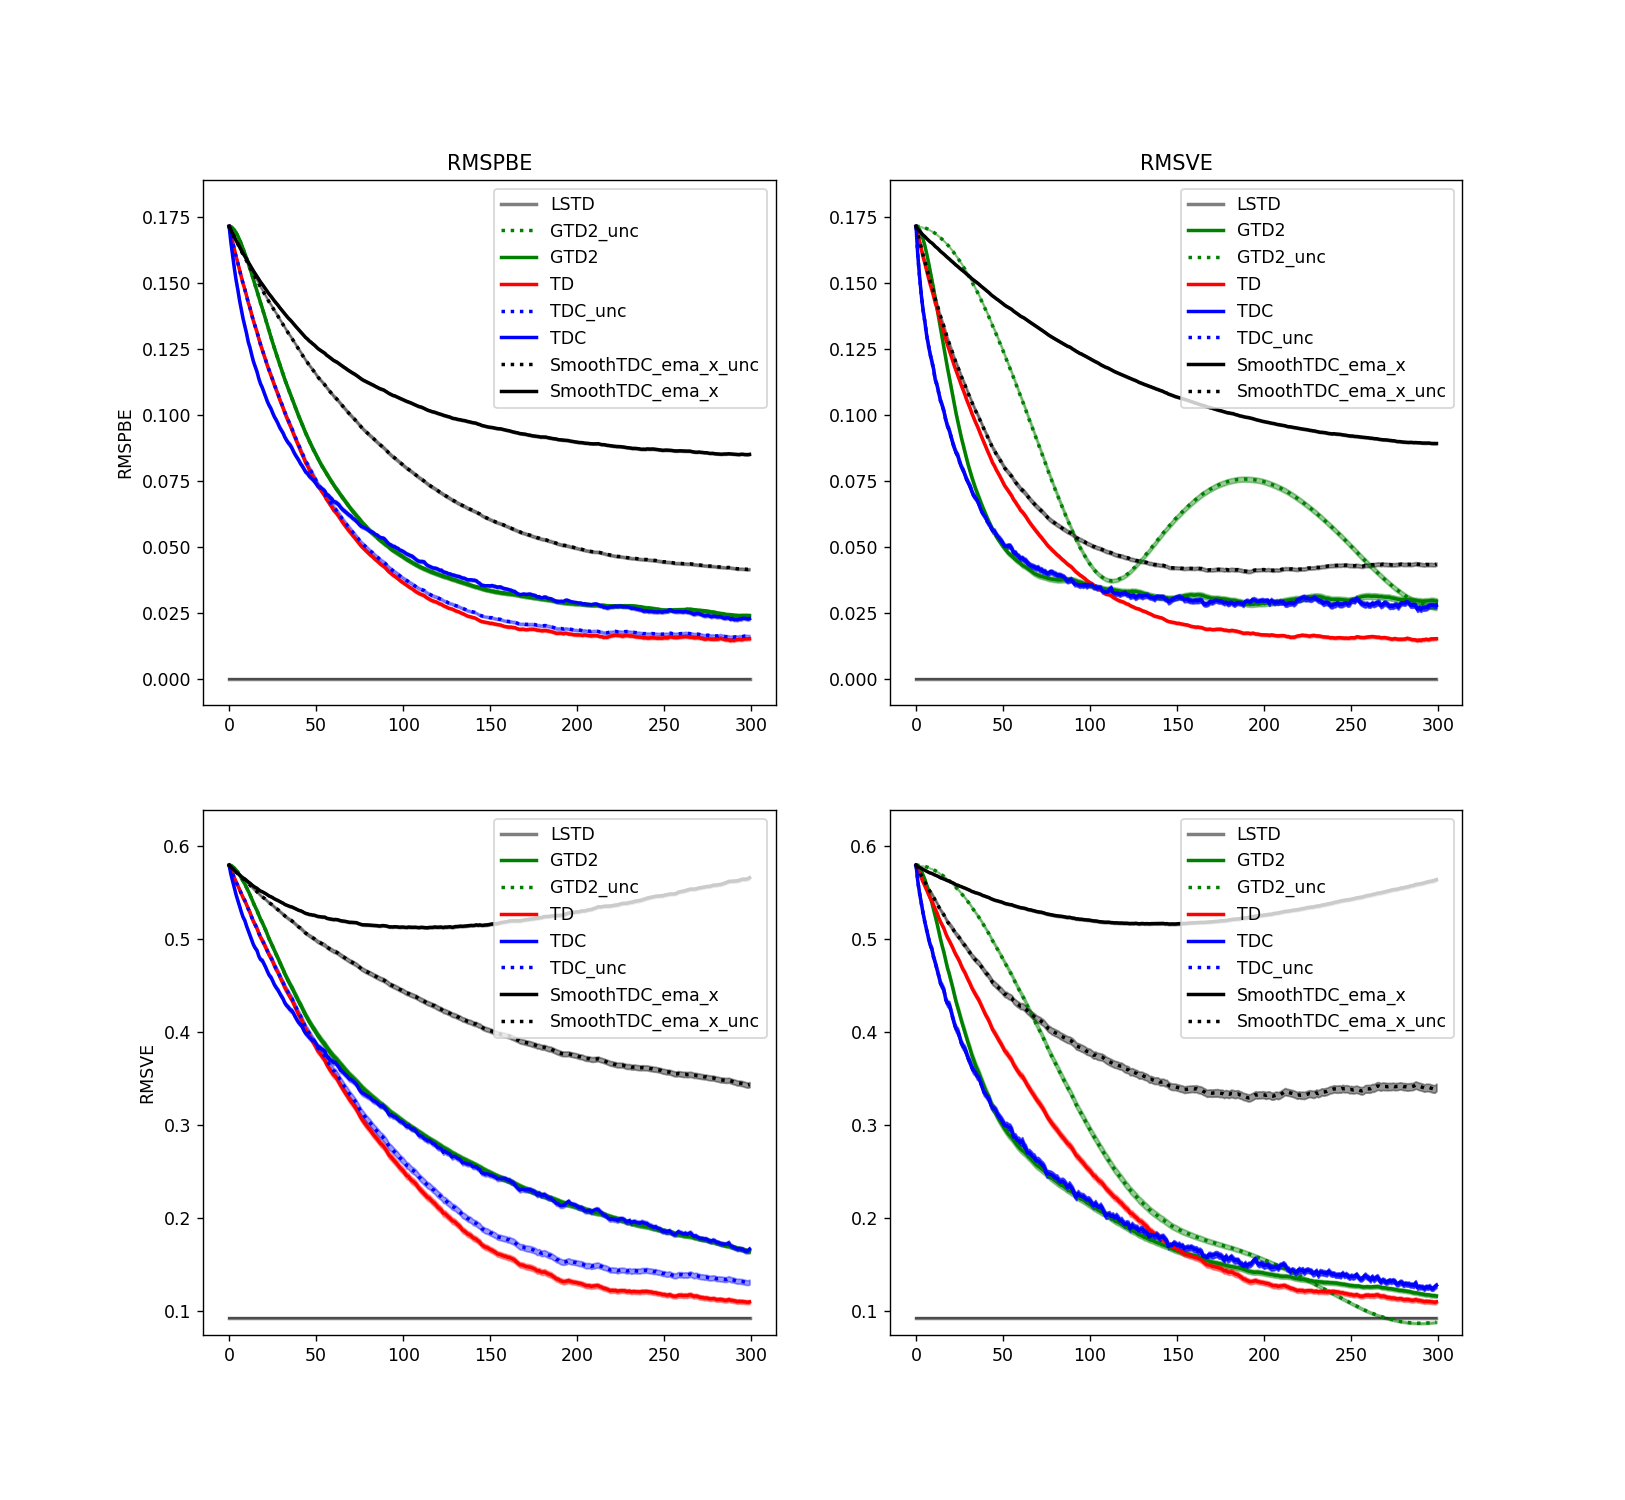 RMSPBE
RMSPBE
0.175
0.150
0.125
0.100
0.075
0.050
0.025
0.000
0 50 100 150 200 250 300
LSTD
GTD2_unc
GTD2
TD
TDC_unc
TDC
SmoothTDC_ema_x_unc
SmoothTDC_ema_x
RMSVE
0.175
0.150
0.125
0.100
0.075
0.050
0.025
0.000
0 50 100 150 200 250 300
LSTD
GTD2
GTD2_unc
TD
TDC
TDC_unc
SmoothTDC_ema_x
SmoothTDC_ema_x_unc
RMSVE
0.6
0.5
0.4
0.3
0.2
0.1
0 50 100 150 200 250 300
LSTD
GTD2
GTD2_unc
TD
TDC
TDC_unc
SmoothTDC_ema_x
SmoothTDC_ema_x_unc
0.6
0.5
0.4
0.3
0.2
0.1
0 50 100 150 200 250 300
LSTD
GTD2
GTD2_unc
TD
TDC
TDC_unc
SmoothTDC_ema_x
SmoothTDC_ema_x_unc